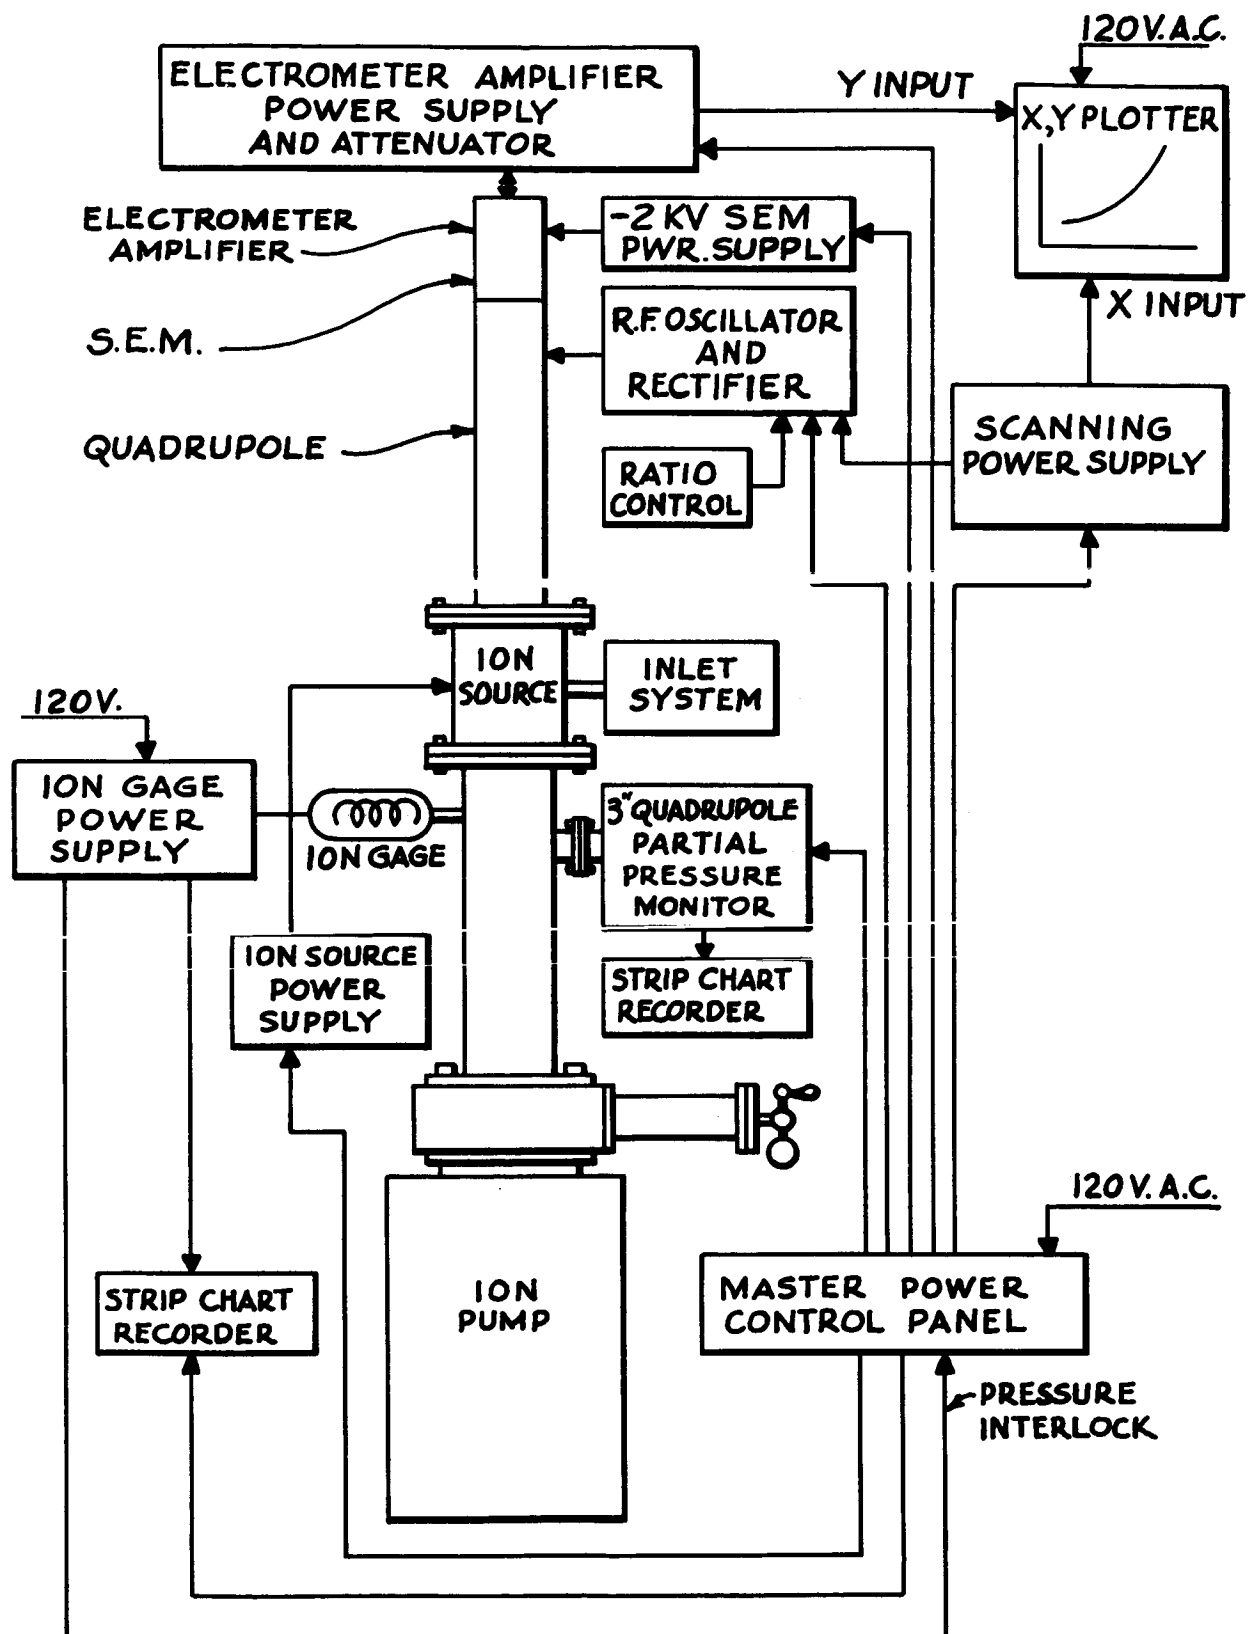 120V.A.C.
ELECTROMETER AMPLIFIER
POWER SUPPLY
AND ATTENUATOR
Y INPUT
X,Y PLOTTER
ELECTROMETER
AMPLIFIER
-2 KV SEM
PWR. SUPPLY
S.E.M.
R.F. OSCILLATOR
AND
RECTIFIER
X INPUT
QUADRUPOLE
RATIO
CONTROL
SCANNING
POWER SUPPLY
ION
SOURCE
INLET
SYSTEM
120V.
ION GAGE
POWER
SUPPLY
ION GAGE
3" QUADRUPOLE
PARTIAL
PRESSURE
MONITOR
ION SOURCE
POWER
SUPPLY
STRIP CHART
RECORDER
120V. A.C.
STRIP CHART
RECORDER
ION
PUMP
MASTER POWER
CONTROL PANEL
PRESSURE
INTERLOCK